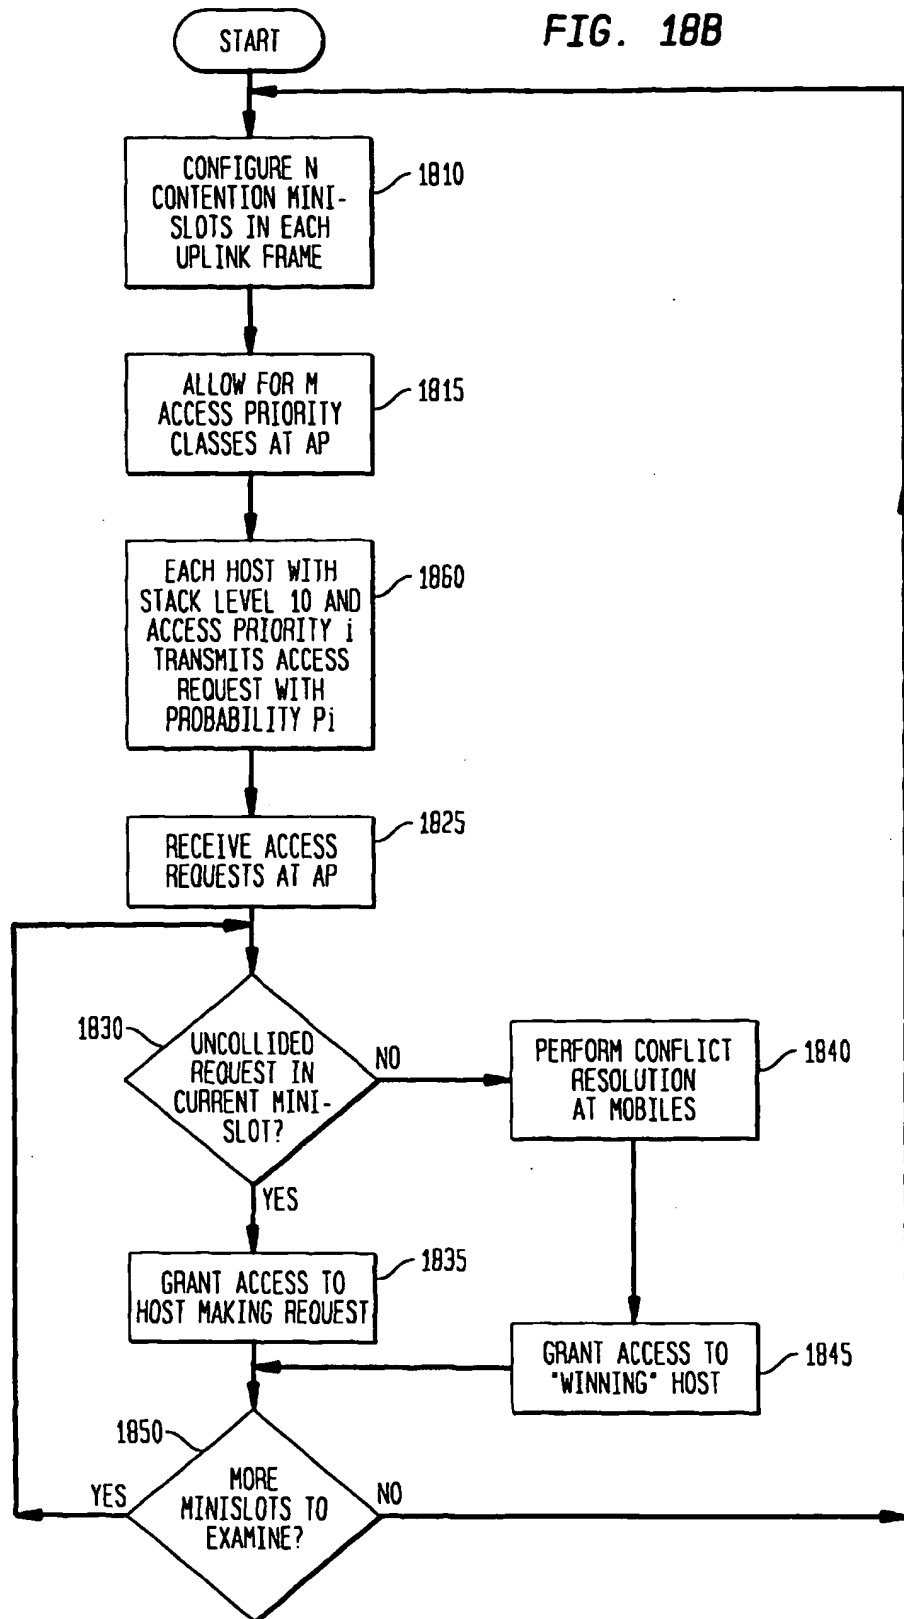 FIG. 18B
START
CONFIGURE N
CONTENTION MINI-
SLOTS IN EACH
UPLINK FRAME
1810
ALLOW FOR M
ACCESS PRIORITY
CLASSES AT AP
1815
EACH HOST WITH
STACK LEVEL 10 AND
ACCESS PRIORITY i
TRANSMITS ACCESS
REQUEST WITH
PROBABILITY Pi
1860
RECEIVE ACCESS
REQUESTS AT AP
1825
1830
UNCOLLIDED
REQUEST IN
CURRENT MINI-
SLOT?
NO
YES
PERFORM CONFLICT
RESOLUTION
AT MOBILES
1840
GRANT ACCESS TO
HOST MAKING REQUEST
1835
GRANT ACCESS TO
"WINNING" HOST
1845
1850
MORE
MINISLOTS TO
EXAMINE?
YES
NO